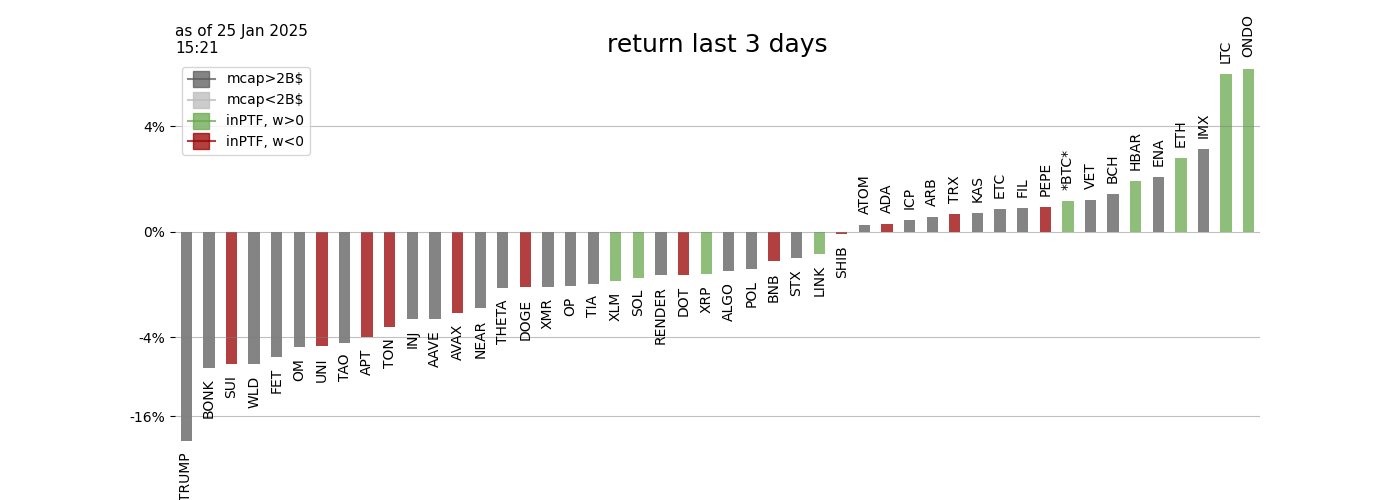 as of 25 Jan 2025
15:21
return last 3 days
mcap>2B$
mcap<2B$
inPTF, w>0
inPTF, w<0
4%
0%
-4%
-16%
TRUMP
BONK
SUI
WLD
FET
OM
UNI
TAO
APT
TON
INJ
AAVE
AVAX
NEAR
THETA
DOGE
XMR
OP
TIA
XLM
SOL
RENDER
DOT
XRP
ALGO
POL
BNB
STX
LINK
SHIB
ATOM
ADA
ICP
ARB
TRX
KAS
ETC
FIL
PEPE
*BTC*
VET
BCH
HBAR
ENA
ETH
IMX
LTC
ONDO